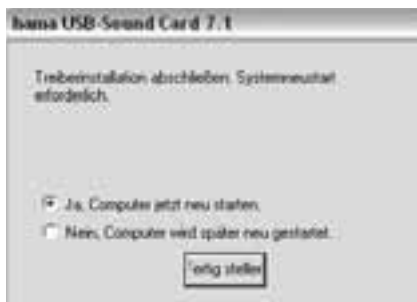 hama USB-Sound Card 7.1
Treiberinstallation abschließen. Systemneustart
erforderlich.
Ja, Computer jetzt neu starten.
Nein, Computer wird später neu gestartet.
Fertig stellen